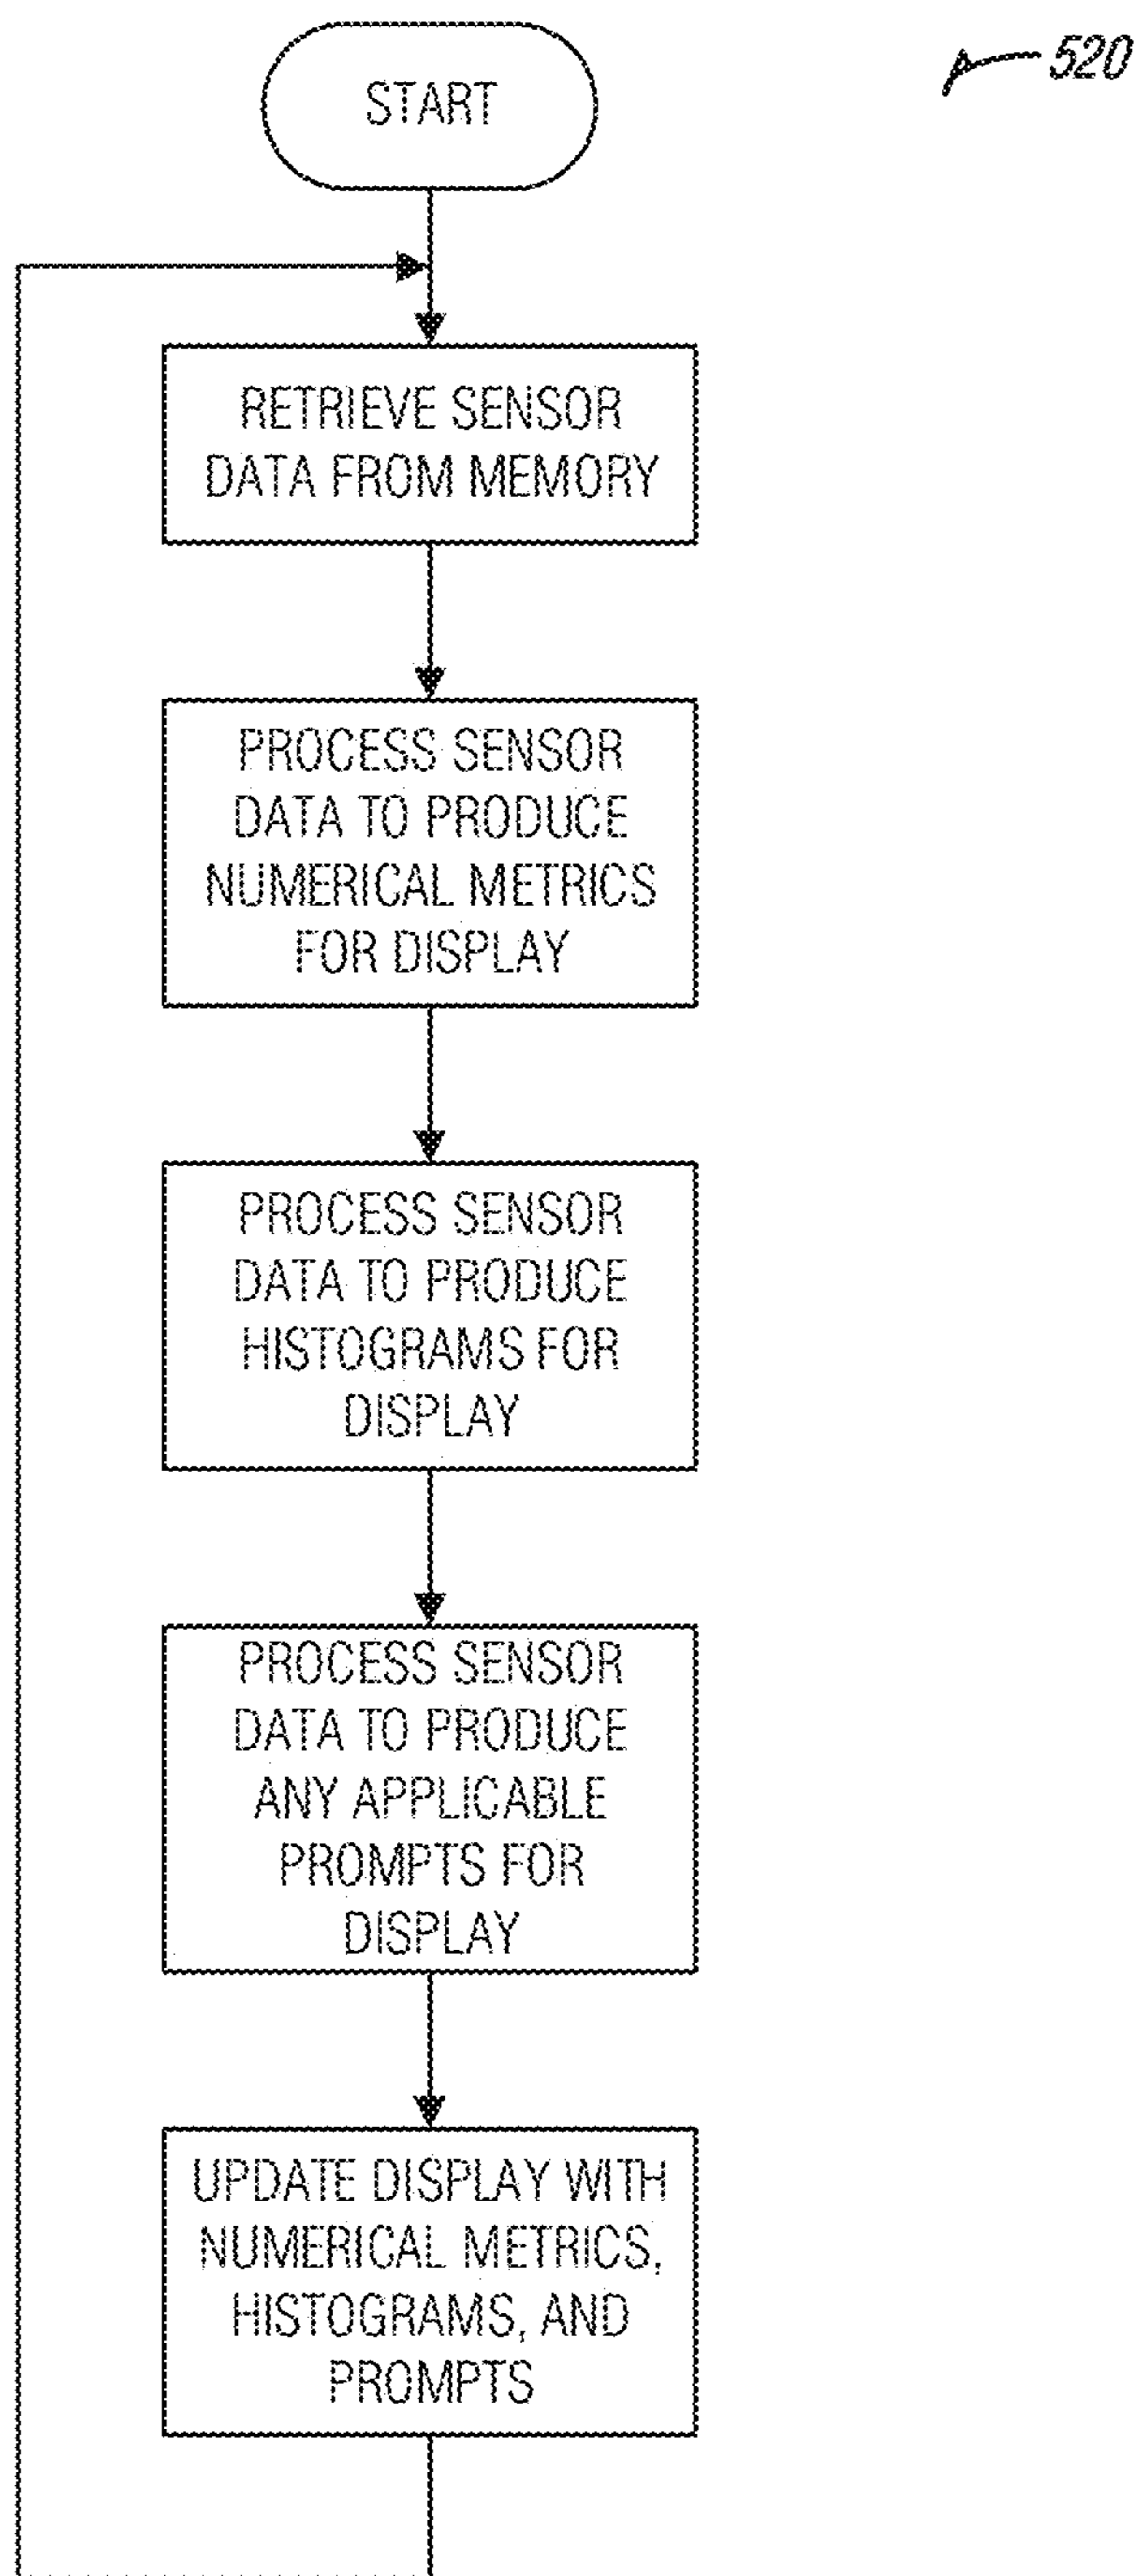 520
START
RETRIEVE SENSOR
DATA FROM MEMORY
PROCESS SENSOR
DATA TO PRODUCE
NUMERICAL METRICS
FOR DISPLAY
PROCESS SENSOR
DATA TO PRODUCE
HISTOGRAMS FOR
DISPLAY
PROCESS SENSOR
DATA TO PRODUCE
ANY APPLICABLE
PROMPTS FOR
DISPLAY
UPDATE DISPLAY WITH
NUMERICAL METRICS,
HISTOGRAMS, AND
PROMPTS